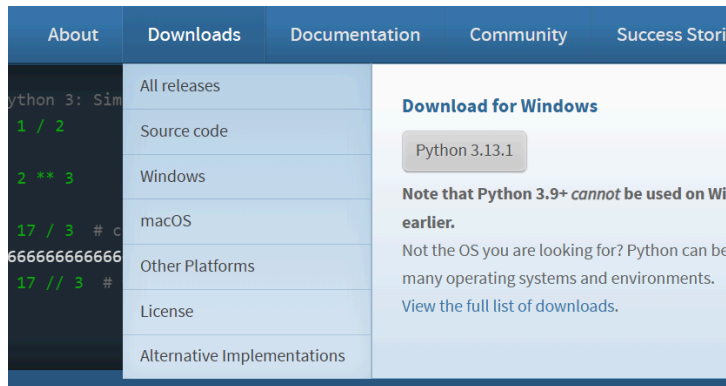 About Downloads Documentation Community Success Stori
ython 3: Sim
1 / 2
2 ** 3
17 / 3 # c
666666666666
17 // 3 #
All releases
Source code
Windows
macOS
Other Platforms
License
Alternative Implementations
Download for Windows
Python 3.13.1
Note that Python 3.9+ cannot be used on Wi
earlier.
Not the OS you are looking for? Python can be
many operating systems and environments.
View the full list of downloads.